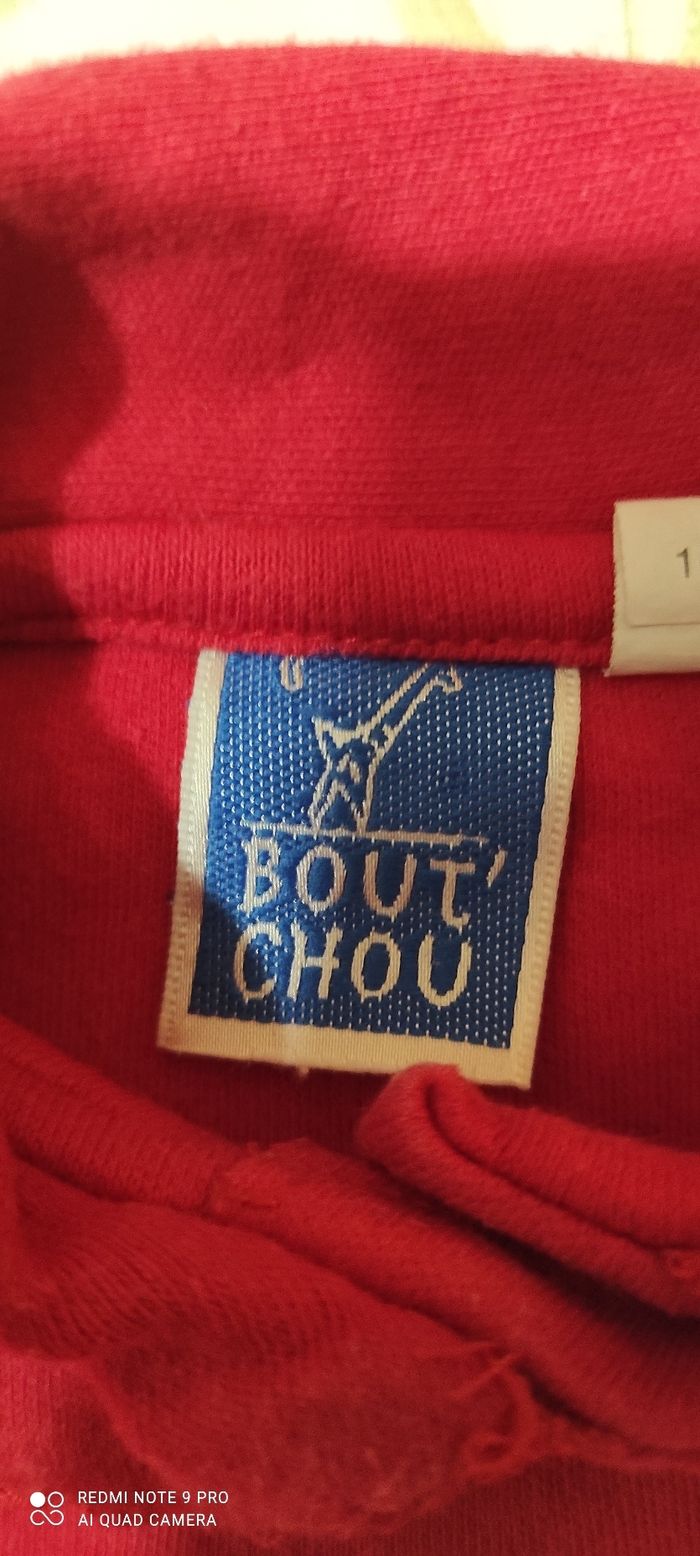 1
BOUT'
CHOU
REDMI NOTE 9 PRO
AI QUAD CAMERA